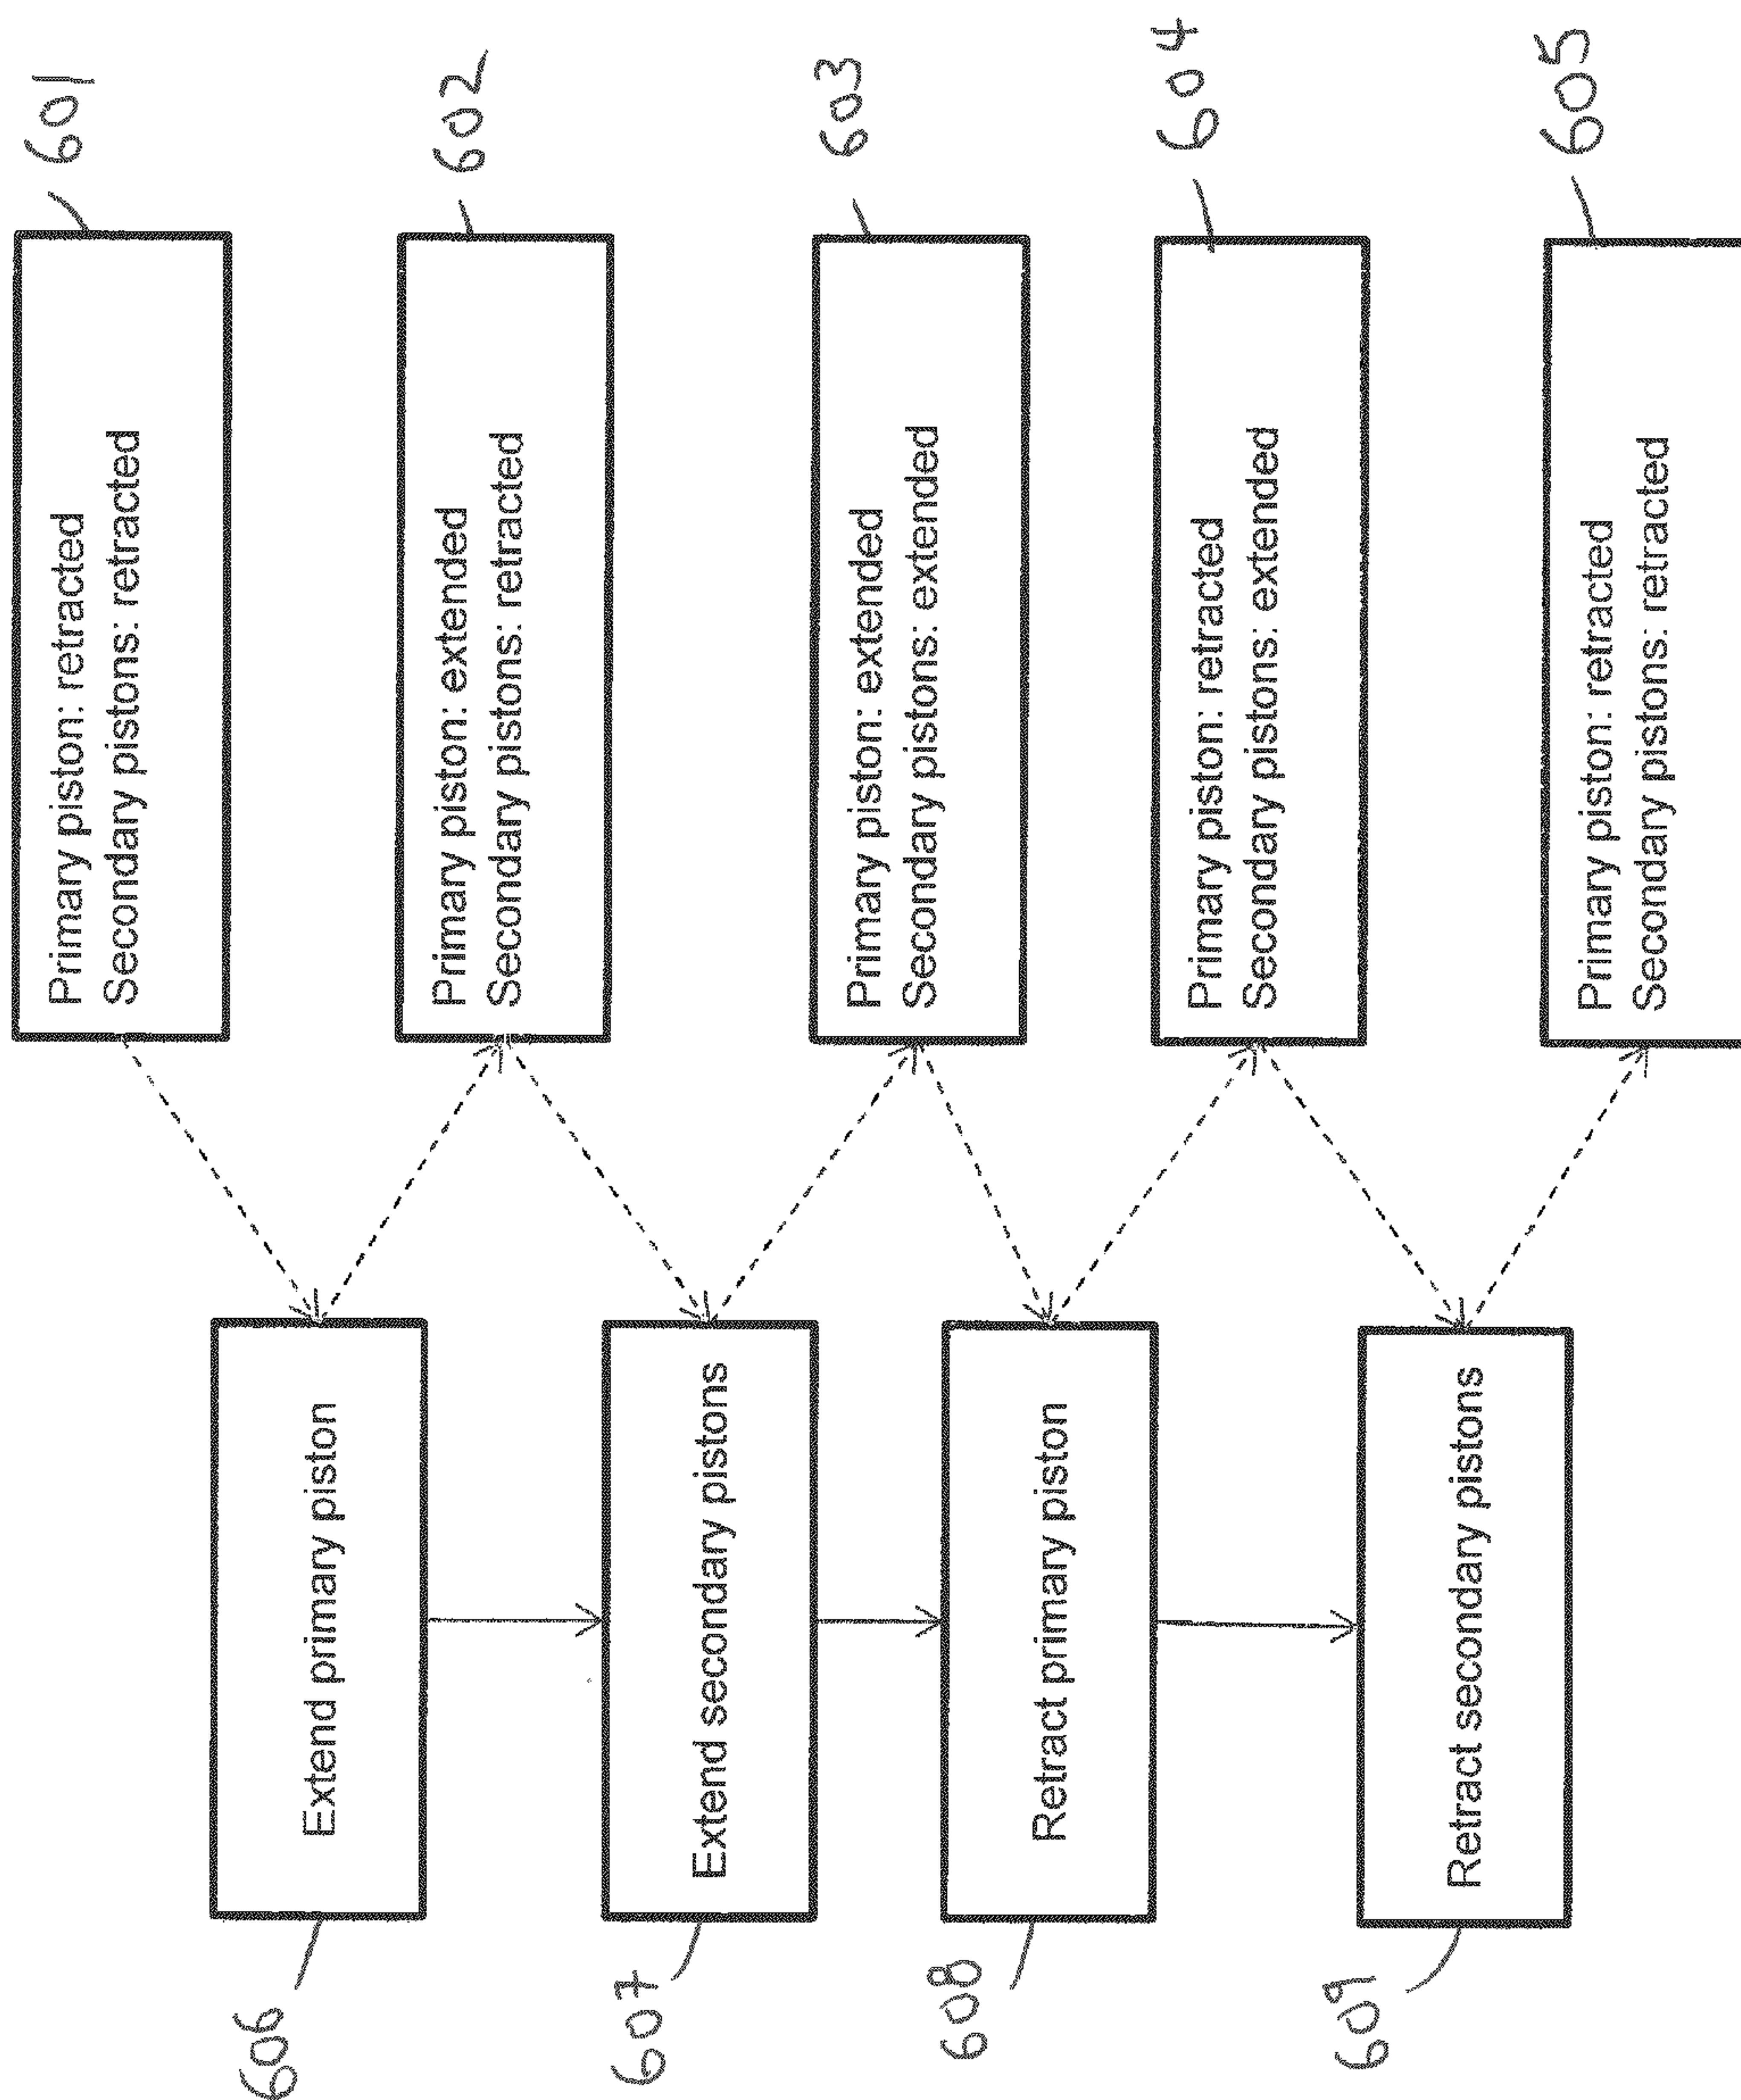 601
Primary piston: retracted
Secondary pistons: retracted
606
Extend primary piston
602
Primary piston: extended
Secondary pistons: retracted
607
Extend secondary pistons
603
Primary piston: extended
Secondary pistons: extended
608
Retract primary piston
604
Primary piston: retracted
Secondary pistons: extended
609
Retract secondary pistons
605
Primary piston: retracted
Secondary pistons: retracted